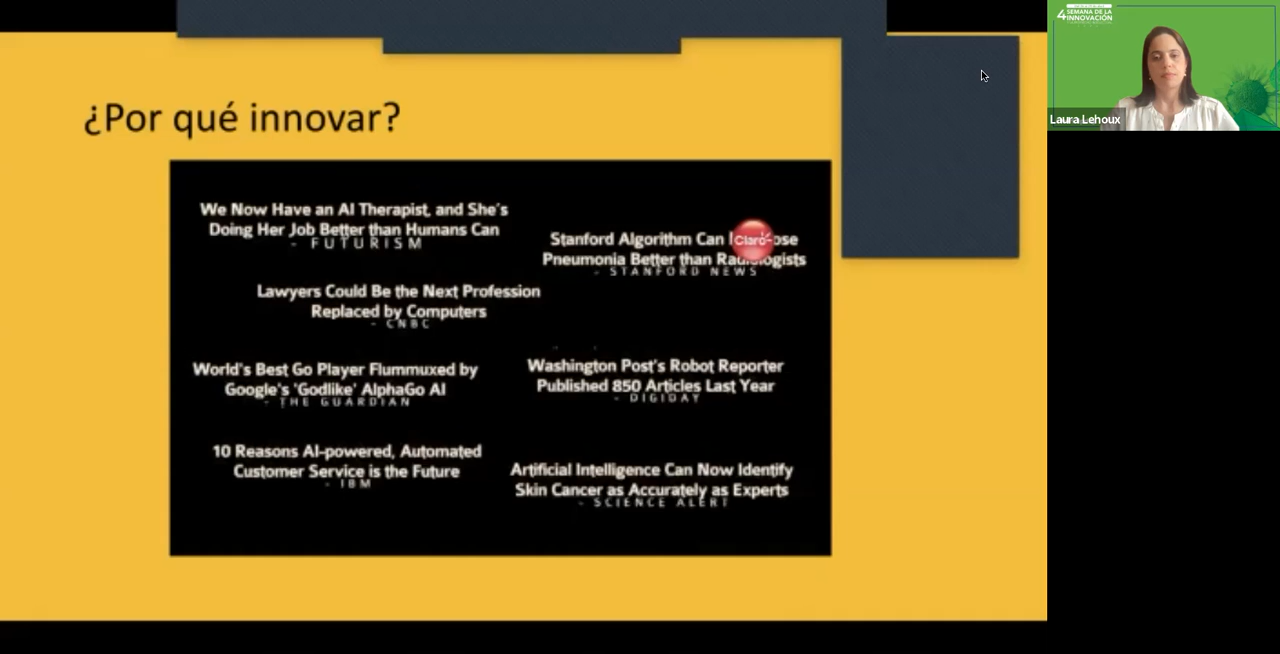 ¿Por qué innovar?
We Now Have an AI Therapist, and She's
Doing Her Job Better than Humans Can
- FUTURISM
Stanford Algorithm Can
Claro
Pneumonia Better than Radiologists
- STANFORD NEWS
Lawyers Could Be the Next Profession
Replaced by Computers
- CNBC
World's Best Go Player Flummuxed by
Google's 'Godlike' AlphaGo AI
- THE GUARDIAN
Washington Post's Robot Reporter
Published 850 Articles Last Year
- DIGIDAY
10 Reasons AI-powered, Automated
Customer Service is the Future
- IBM
Artificial Intelligence Can Now Identify
Skin Cancer as Accurately as Experts
- SCIENCE ALERT
4 SEMANA DE LA
INNOVACIÓN
Laura Lehoux